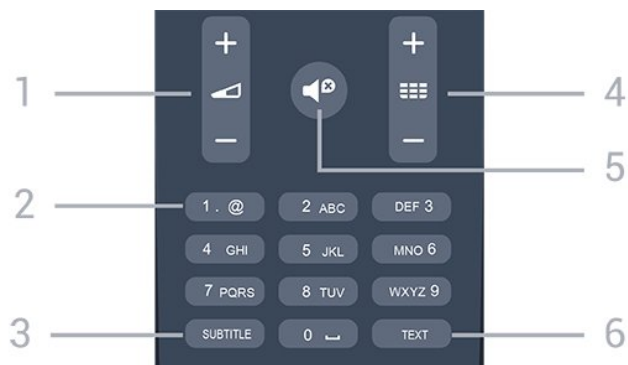 + +
1 4
5
− −
2 1 . @ 2 ABC DEF 3
4 GHI 5 JKL MNO 6
7 PQRS 8 TUV WXYZ 9
3 SUBTITLE 0 ⎵ TEXT 6